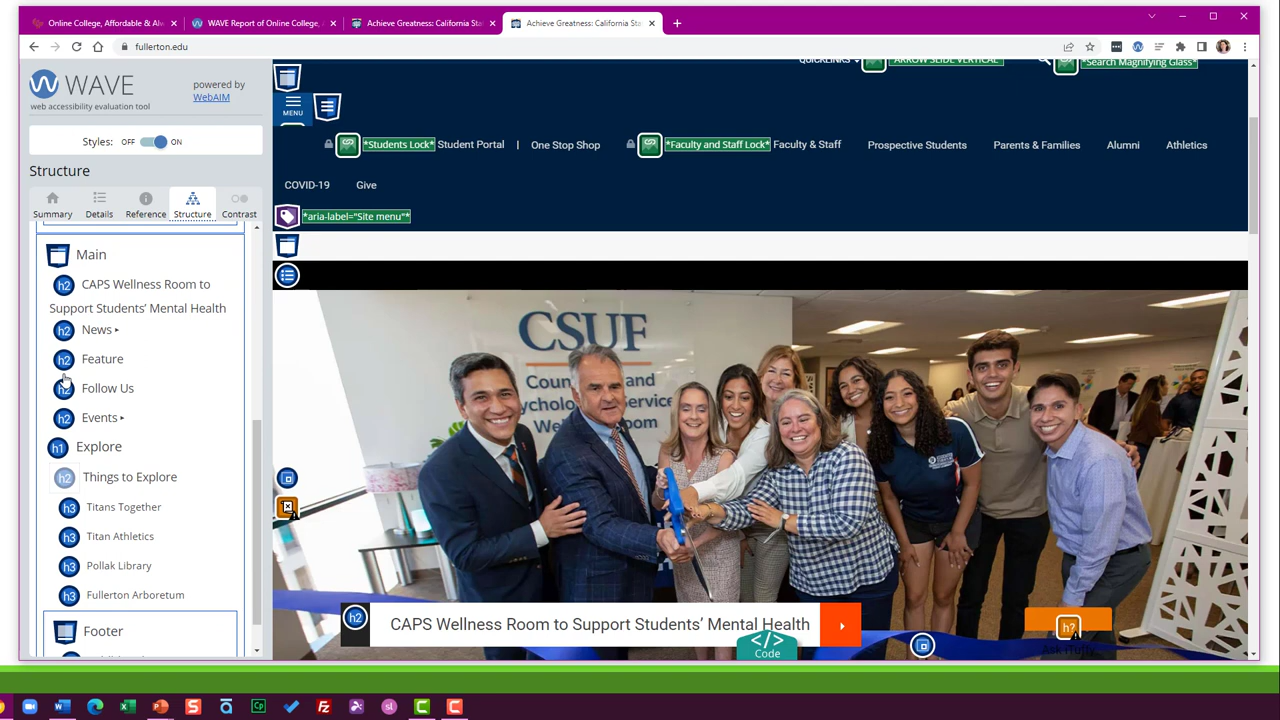 Online College, Affordable & Al
WAVE Report of Online College,
Achieve Greatness: California Sta
Achieve Greatness: California Sta
fullerton.edu
WAVE
web accessibility evaluation tool
powered by
WebAIM
Styles: OFF ON
Structure
Summary Details Reference Structure Contrast
Main
h2 CAPS Wellness Room to
Support Students' Mental Health
h2 News
h2 Feature
h2 Follow Us
h2 Events
h1 Explore
h2 Things to Explore
h3 Titans Together
h3 Titan Athletics
h3 Pollak Library
h3 Fullerton Arboretum
Footer
QUICKLINKS ARROW SLIDE VERTICAL *Search Magnifying Glass*
MENU
*Students Lock* Student Portal | One Stop Shop *Faculty and Staff Lock* Faculty & Staff Prospective Students Parents & Families Alumni Athletics
COVID-19 Give
*aria-label="Site menu"*
CSUF
h2 CAPS Wellness Room to Support Students' Mental Health
h?
</> Code